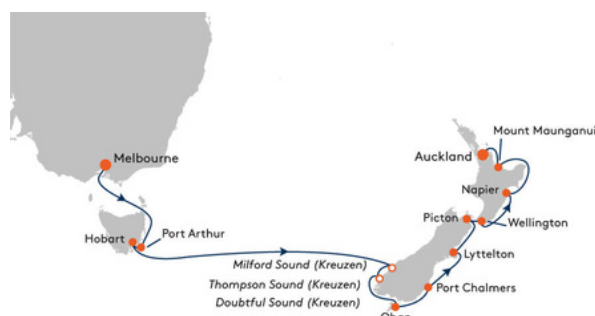 Melbourne
Hobart
Port Arthur
Milford Sound (Kreuzen)
Thompson Sound (Kreuzen)
Doubtful Sound (Kreuzen)
Port Chalmers
Lyttelton
Picton
Wellington
Napier
Auckland
Mount Maunganui